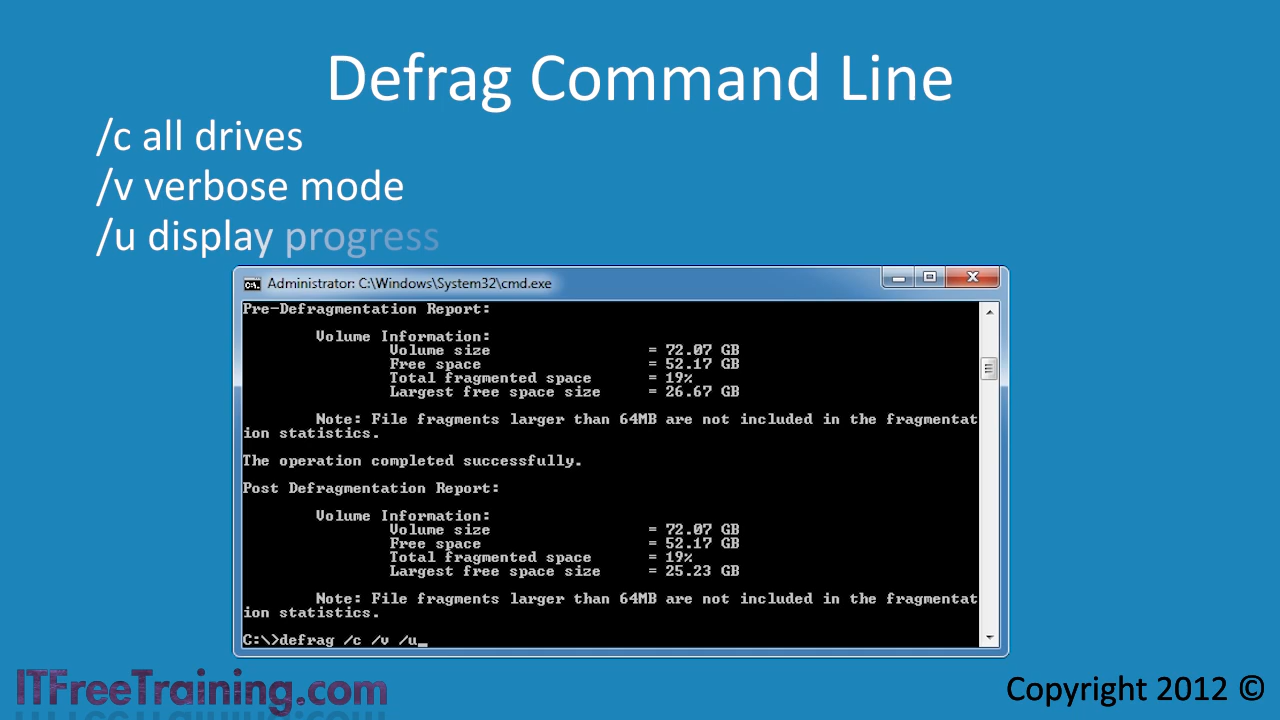 Defrag Command Line
/c all drives
/v verbose mode
/u display progress
Administrator: C:\Windows\System32\cmd.exe
Pre-Defragmentation Report:
Volume Information:
Volume size = 72.07 GB
Free space = 52.17 GB
Total fragmented space = 19%
Largest free space size = 26.67 GB
Note: File fragments larger than 64MB are not included in the fragmentat
ion statistics.
The operation completed successfully.
Post Defragmentation Report:
Volume Information:
Volume size = 72.07 GB
Free space = 52.17 GB
Total fragmented space = 19%
Largest free space size = 25.23 GB
Note: File fragments larger than 64MB are not included in the fragmentat
ion statistics.
C:\>defrag /c /v /u_
ITFreeTraining.com
Copyright 2012 ©